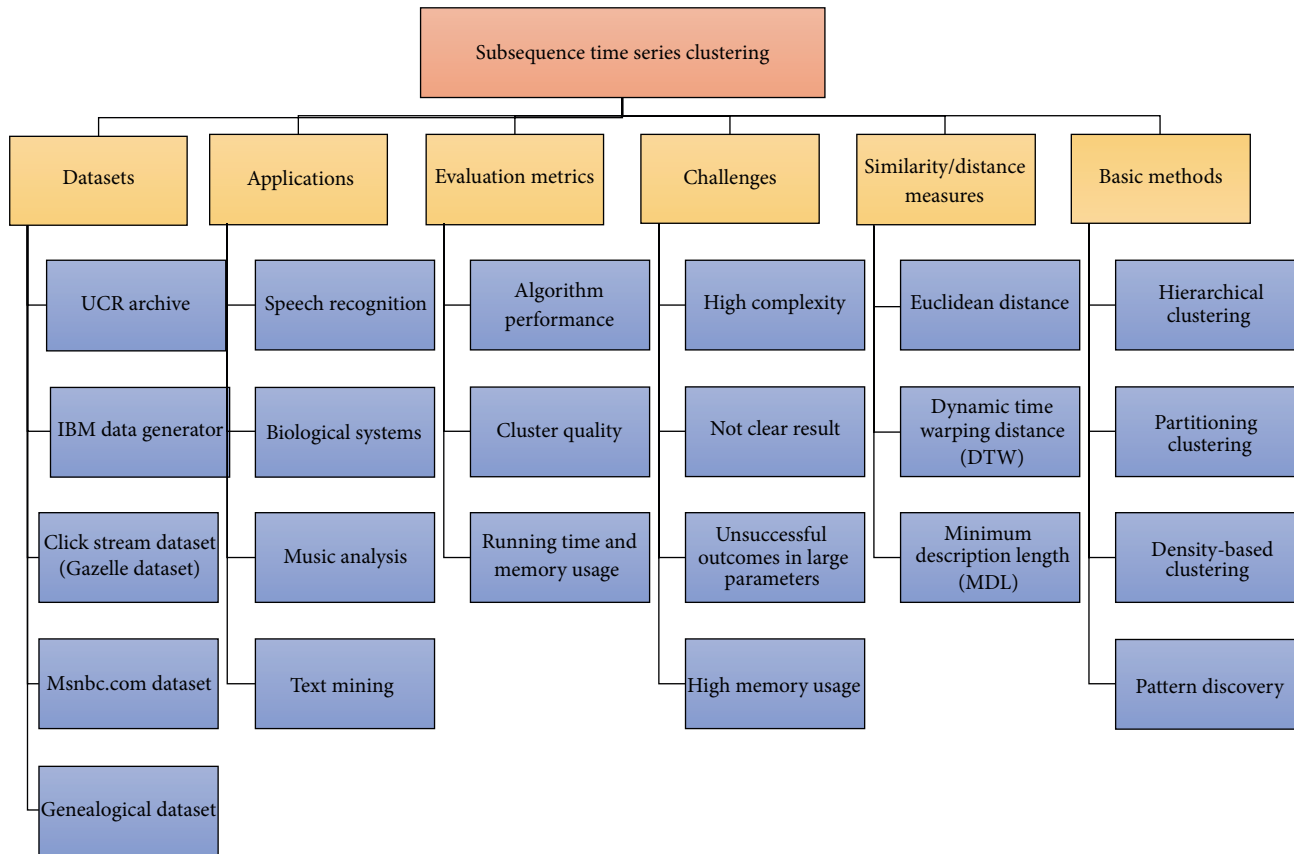 Subsequence time series clustering
Datasets
Applications
Evaluation metrics
Challenges
Similarity/distance
measures
Basic methods
UCR archive
IBM data generator
Click stream dataset
(Gazelle dataset)
Msnbc.com dataset
Genealogical dataset
Speech recognition
Biological systems
Music analysis
Text mining
Algorithm
performance
Cluster quality
Running time and
memory usage
High complexity
Not clear result
Unsuccessful
outcomes in large
parameters
High memory usage
Euclidean distance
Dynamic time
warping distance
(DTW)
Minimum
description length
(MDL)
Hierarchical
clustering
Partitioning
clustering
Density-based
clustering
Pattern discovery